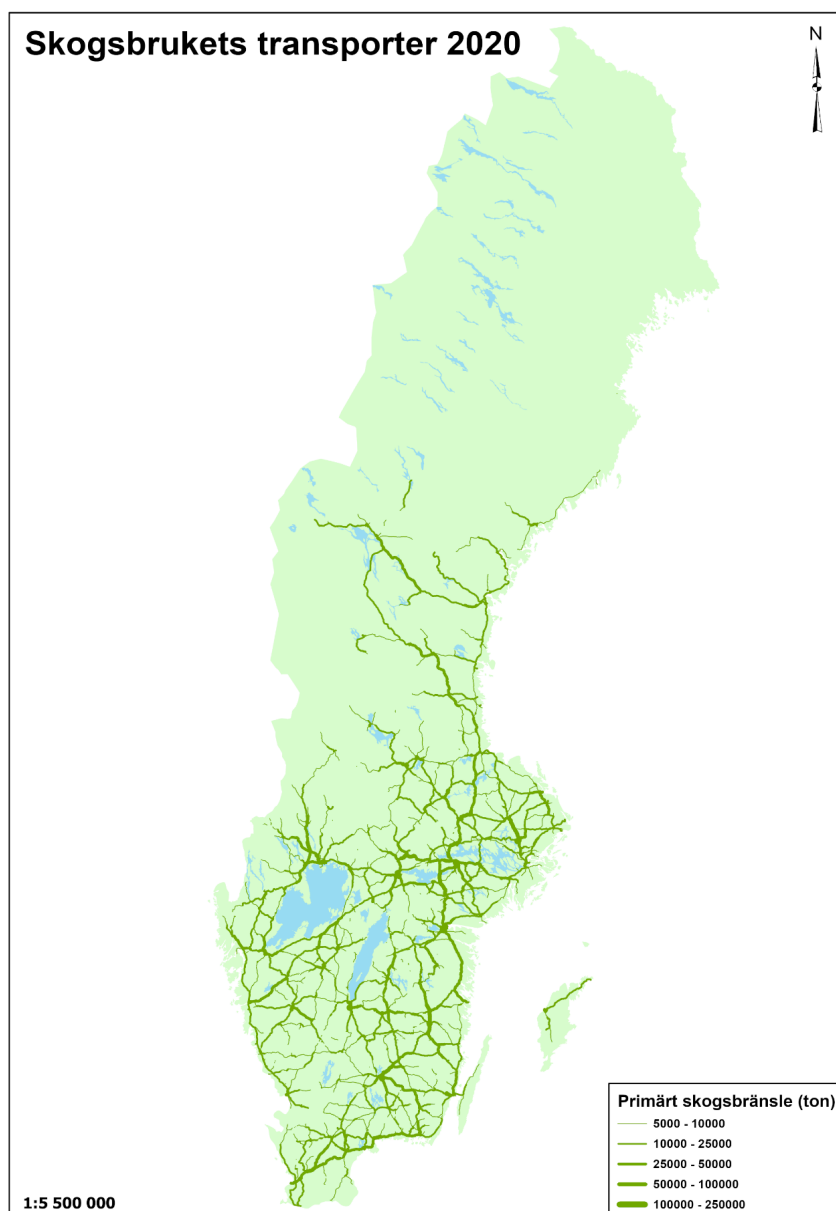 Skogsbrukets transporter 2020
N
Primärt skogsbränsle (ton)
5000 - 10000
10000 - 25000
25000 - 50000
50000 - 100000
100000 - 250000
1:5 500 000